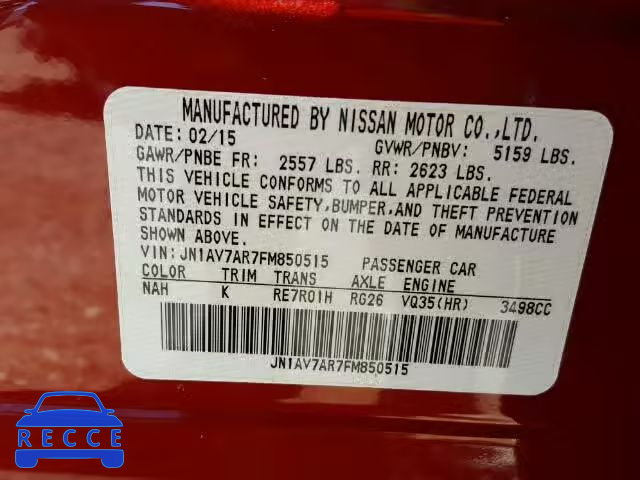 MANUFACTURED BY NISSAN MOTOR CO.,LTD.
DATE: 02/15 GVWR/PNBV: 5159 LBS.
GAWR/PNBE FR: 2557 LBS. RR: 2623 LBS.
THIS VEHICLE CONFORMS TO ALL APPLICABLE FEDERAL
MOTOR VEHICLE SAFETY,BUMPER,AND THEFT PREVENTION
STANDARDS IN EFFECT ON THE DATE OF MANUFACTURE
SHOWN ABOVE.
VIN:JN1AV7AR7FM850515 PASSENGER CAR
COLOR TRIM TRANS AXLE ENGINE
NAH K RE7R01H RG26 VQ35(HR) 3498CC
JN1AV7AR7FM850515
RECCE